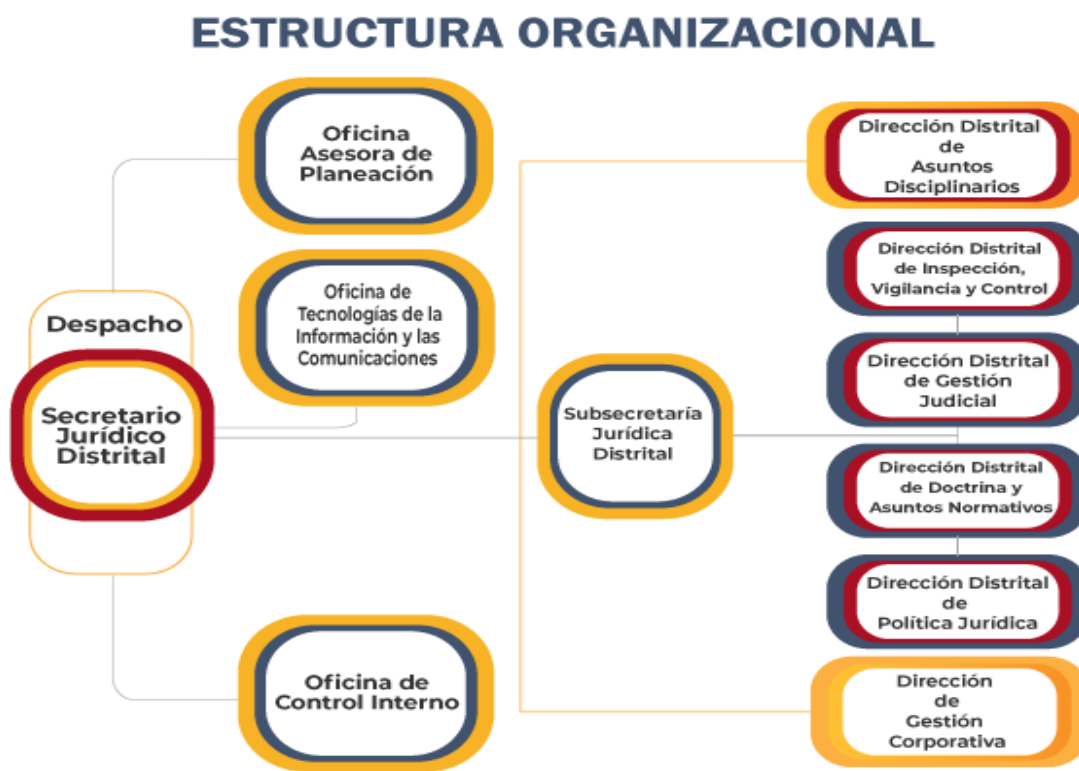 ESTRUCTURA ORGANIZACIONAL
Despacho
Secretario
Jurídico
Distrital
Oficina
Asesora de
Planeación
Oficina de
Tecnologías de la
Información y las
Comunicaciones
Oficina de
Control Interno
Subsecretaría
Jurídica
Distrital
Dirección Distrital
de
Asuntos
Disciplinarios
Dirección Distrital
de Inspección,
Vigilancia y Control
Dirección Distrital
de Gestión
Judicial
Dirección Distrital
de Doctrina y
Asuntos Normativos
Dirección Distrital
de
Política Jurídica
Dirección
de
Gestión
Corporativa